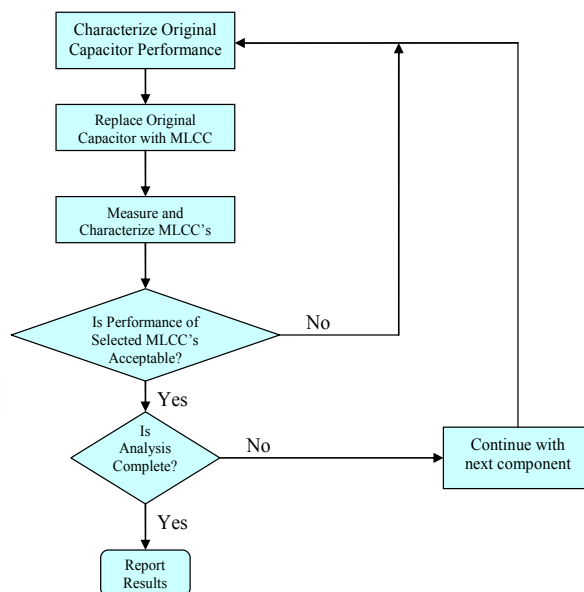 Characterize Original
Capacitor Performance
Replace Original
Capacitor with MLCC
Measure and
Characterize MLCC's
Is Performance of
Selected MLCC's
Acceptable?
No
Yes
Is
Analysis
Complete?
No
Continue with
next component
Yes
Report
Results